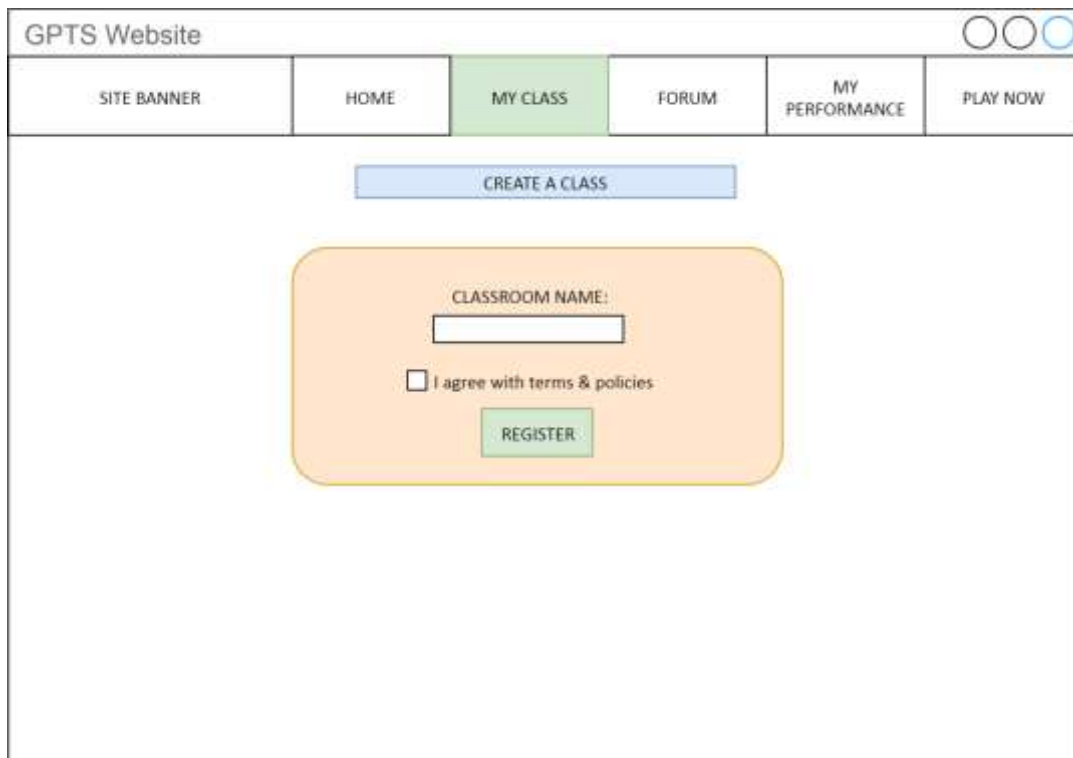 GPTS Website
SITE BANNER
HOME
MY CLASS
FORUM
MY
PERFORMANCE
PLAY NOW
CREATE A CLASS
CLASSROOM NAME:
I agree with terms & policies
REGISTER